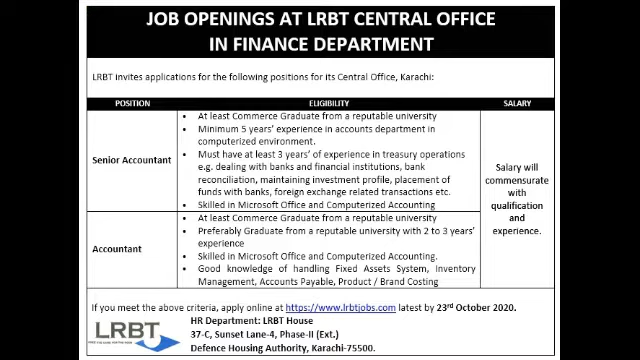 JOB OPENINGS AT LRBT CENTRAL OFFICE
IN FINANCE DEPARTMENT
LRBT invites applications for the following positions for its Central Office, Karachi:
POSITION ELIGIBILITY SALARY
Senior Accountant
• At least Commerce Graduate from a reputable university
• Minimum 5 years' experience in accounts department in
computerized environment.
• Must have at least 3 years' of experience in treasury operations
e.g. dealing with banks and financial institutions, bank
reconciliation, maintaining investment profile, placement of
funds with banks, foreign exchange related transactions etc.
• Skilled in Microsoft Office and Computerized Accounting
Accountant
• At least Commerce Graduate from a reputable university
• Preferably Graduate from a reputable university with 2 to 3 years'
experience
• Skilled in Microsoft Office and Computerized Accounting.
• Good knowledge of handling Fixed Assets System, Inventory
Management, Accounts Payable, Product / Brand Costing
Salary will
commensurate
with
qualification
and
experience.
If you meet the above criteria, apply online at https://www.lrbtjobs.com latest by 23rd October 2020.
LRBT
HR Department: LRBT House
37-C, Sunset Lane-4, Phase-II (Ext.)
Defence Housing Authority, Karachi-75500.